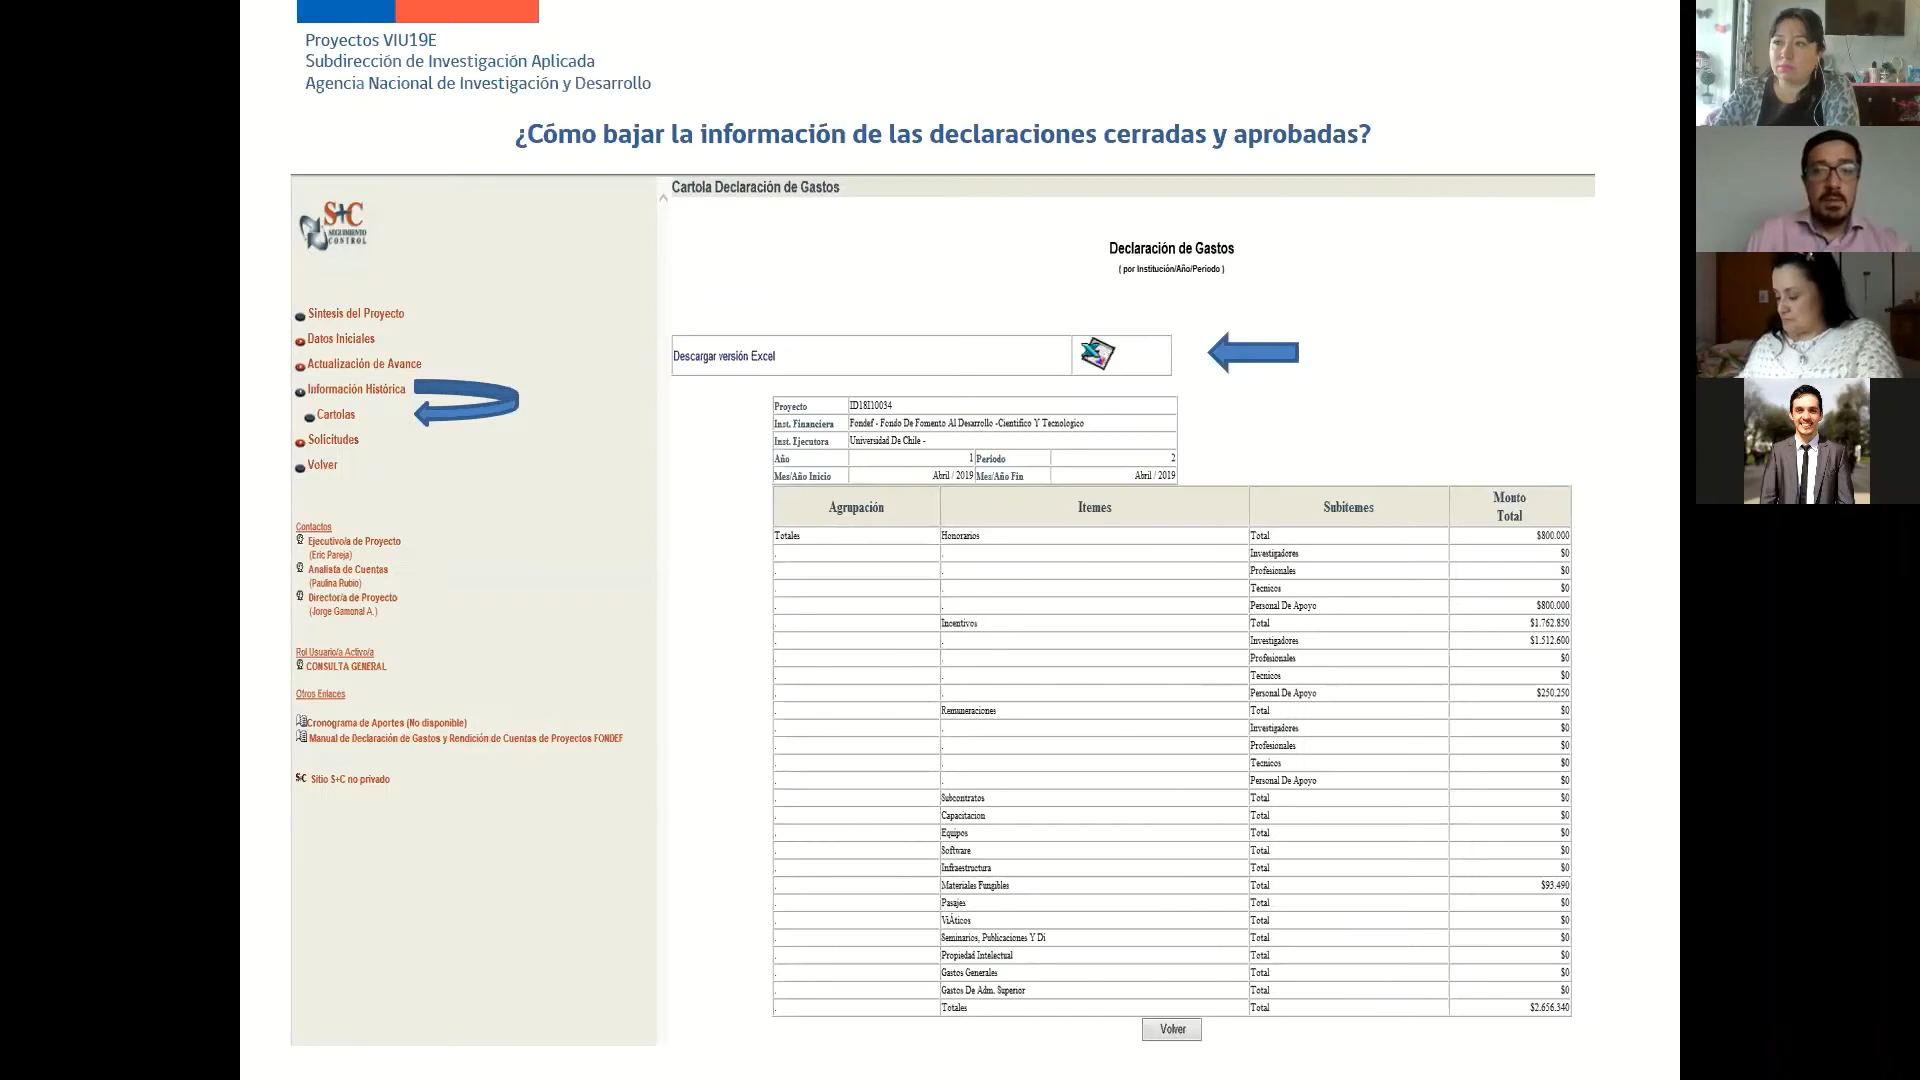 Proyectos VIU19E
Subdirección de Investigación Aplicada
Agencia Nacional de Investigación y Desarrollo
¿Cómo bajar la información de las declaraciones cerradas y aprobadas?
Cartola Declaración de Gastos
S+C
SEGUIMIENTO
CONTROL
Sintesis del Proyecto
Datos Iniciales
Actualización de Avance
Información Histórica
Cartolas
Solicitudes
Volver
Contactos
Ejecutivo/a de Proyecto
(Eric Pareja)
Analista de Cuentas
(Paulina Rubio)
Director/a de Proyecto
(Jorge Gamonal A.)
Rol Usuario/a Activo/a
CONSULTA GENERAL
Otros Enlaces
Cronograma de Aportes (No disponible)
Manual de Declaración de Gastos y Rendición de Cuentas de Proyectos FONDEF
S+C Sitio S+C no privado
Declaración de Gastos
( por Institución/Año/Periodo )
Descargar versión Excel
Proyecto ID18I10034
Inst. Financiera Fondef - Fondo De Fomento Al Desarrollo -Cientifico Y Tecnologico
Inst. Ejecutora Universidad De Chile -
Año 1 Periodo 2
Mes/Año Inicio Abril / 2019 Mes/Año Fin Abril / 2019
Agrupación Itemes Subitemes Monto Total
Totales Honorarios Total $800.000
. . Investigadores $0
. . Profesionales $0
. . Tecnicos $0
. . Personal De Apoyo $800.000
. Incentivos Total $1.762.850
. . Investigadores $1.512.600
. . Profesionales $0
. . Tecnicos $0
. . Personal De Apoyo $250.250
. Remuneraciones Total $0
. . Investigadores $0
. . Profesionales $0
. . Tecnicos $0
. . Personal De Apoyo $0
. Subcontratos Total $0
. Capacitacion Total $0
. Equipos Total $0
. Software Total $0
. Infraestructura Total $0
. Materiales Fungibles Total $93.490
. Pasajes Total $0
. ViÁticos Total $0
. Seminarios, Publicaciones Y Di Total $0
. Propiedad Intelectual Total $0
. Gastos Generales Total $0
. Gastos De Adm. Superior Total $0
. Totales Total $2.656.340
Volver